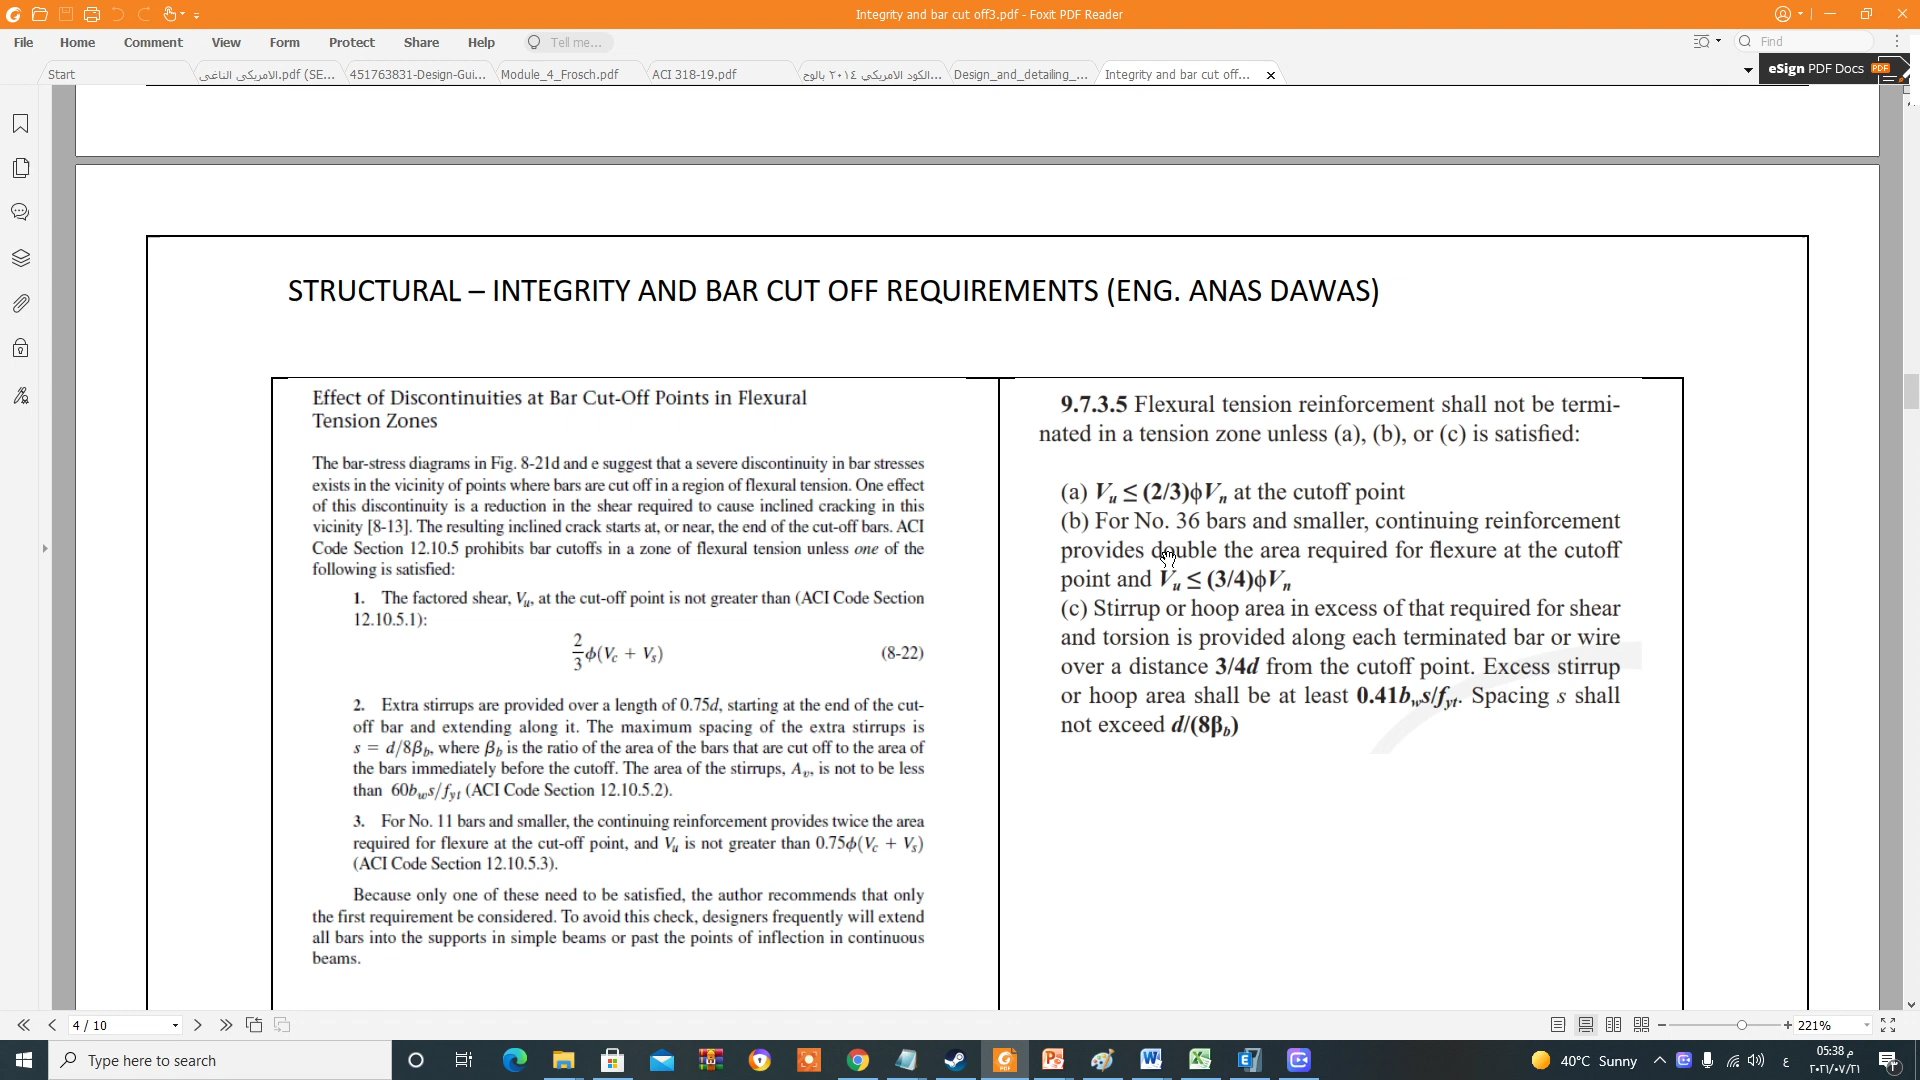 Integrity and bar cut off3.pdf - Foxit PDF Reader
File Home Comment View Form Protect Share Help Tell me... Find
Start
الامريكى الناغى.pdf (SE...
451763831-Design-Gui...
Module_4_Frosch.pdf
ACI 318-19.pdf
الكود الامريكي ٢٠١٤ بالوح...
Design_and_detailing_...
Integrity and bar cut off...
eSign PDF Docs PDF
STRUCTURAL – INTEGRITY AND BAR CUT OFF REQUIREMENTS (ENG. ANAS DAWAS)
Effect of Discontinuities at Bar Cut-Off Points in Flexural
Tension Zones
The bar-stress diagrams in Fig. 8-21d and e suggest that a severe discontinuity in bar stresses
exists in the vicinity of points where bars are cut off in a region of flexural tension. One effect
of this discontinuity is a reduction in the shear required to cause inclined cracking in this
vicinity [8-13]. The resulting inclined crack starts at, or near, the end of the cut-off bars. ACI
Code Section 12.10.5 prohibits bar cutoffs in a zone of flexural tension unless one of the
following is satisfied:
1. The factored shear, Vu, at the cut-off point is not greater than (ACI Code Section
12.10.5.1):
2/3 ϕ(Vc + Vs) (8-22)
2. Extra stirrups are provided over a length of 0.75d, starting at the end of the cut-
off bar and extending along it. The maximum spacing of the extra stirrups is
s = d/8βb, where βb is the ratio of the area of the bars that are cut off to the area of
the bars immediately before the cutoff. The area of the stirrups, Av, is not to be less
than 60bws/fyt (ACI Code Section 12.10.5.2).
3. For No. 11 bars and smaller, the continuing reinforcement provides twice the area
required for flexure at the cut-off point, and Vu is not greater than 0.75ϕ(Vc + Vs)
(ACI Code Section 12.10.5.3).
Because only one of these need to be satisfied, the author recommends that only
the first requirement be considered. To avoid this check, designers frequently will extend
all bars into the supports in simple beams or past the points of inflection in continuous
beams.
9.7.3.5 Flexural tension reinforcement shall not be termi-
nated in a tension zone unless (a), (b), or (c) is satisfied:
(a) Vu ≤ (2/3)ϕVn at the cutoff point
(b) For No. 36 bars and smaller, continuing reinforcement
provides double the area required for flexure at the cutoff
point and Vu ≤ (3/4)ϕVn
(c) Stirrup or hoop area in excess of that required for shear
and torsion is provided along each terminated bar or wire
over a distance 3/4d from the cutoff point. Excess stirrup
or hoop area shall be at least 0.41bws/fyt. Spacing s shall
not exceed d/(8βb)
4 / 10
221%
Type here to search
40°C Sunny
ع
05:38 م
٢٠٢١/٠٧/٢١